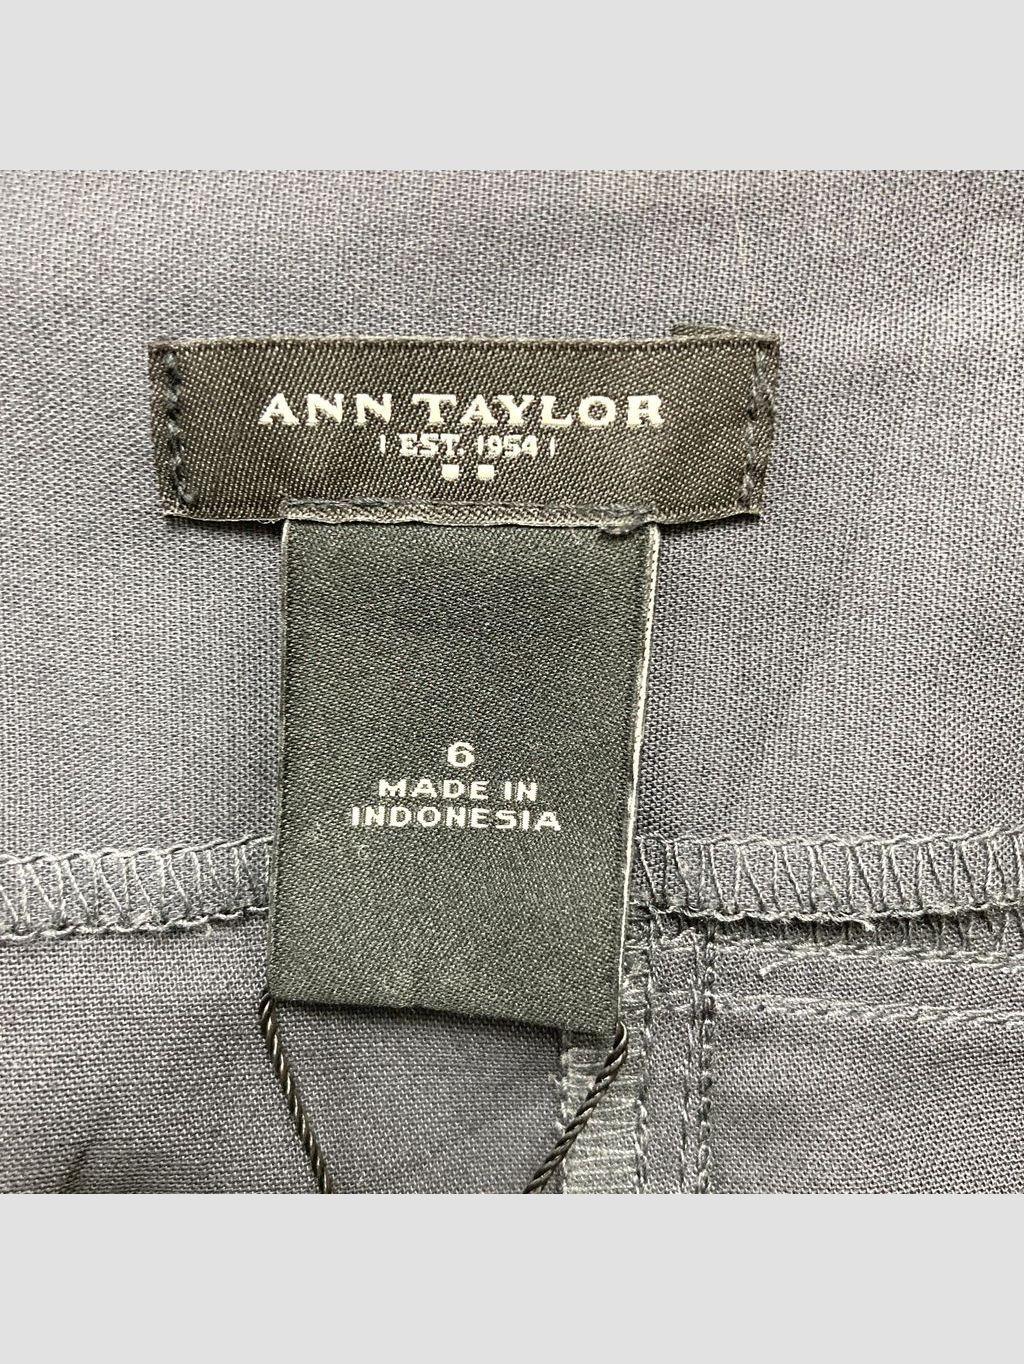 ANN TAYLOR
| EST. 1954 |
6
MADE IN
INDONESIA